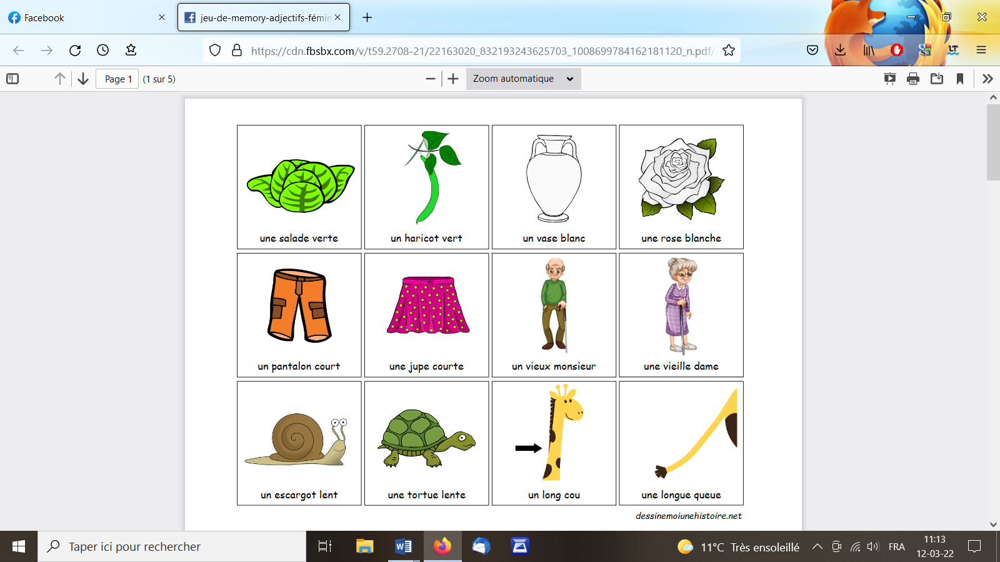 Facebook
jeu-de-memory-adjectifs-fémin
https://cdn.fbsbx.com/v/t59.2708-21/22163020_832193243625703_1008699784162181120_n.pdf/
Page 1 (1 sur 5)
Zoom automatique
une salade verte
un haricot vert
un vase blanc
une rose blanche
un pantalon court
une jupe courte
un vieux monsieur
une vieille dame
un escargot lent
une tortue lente
un long cou
une longue queue
dessinemoiunehistoire.net
Taper ici pour rechercher
11°C Très ensoleillé
FRA
11:13
12-03-22